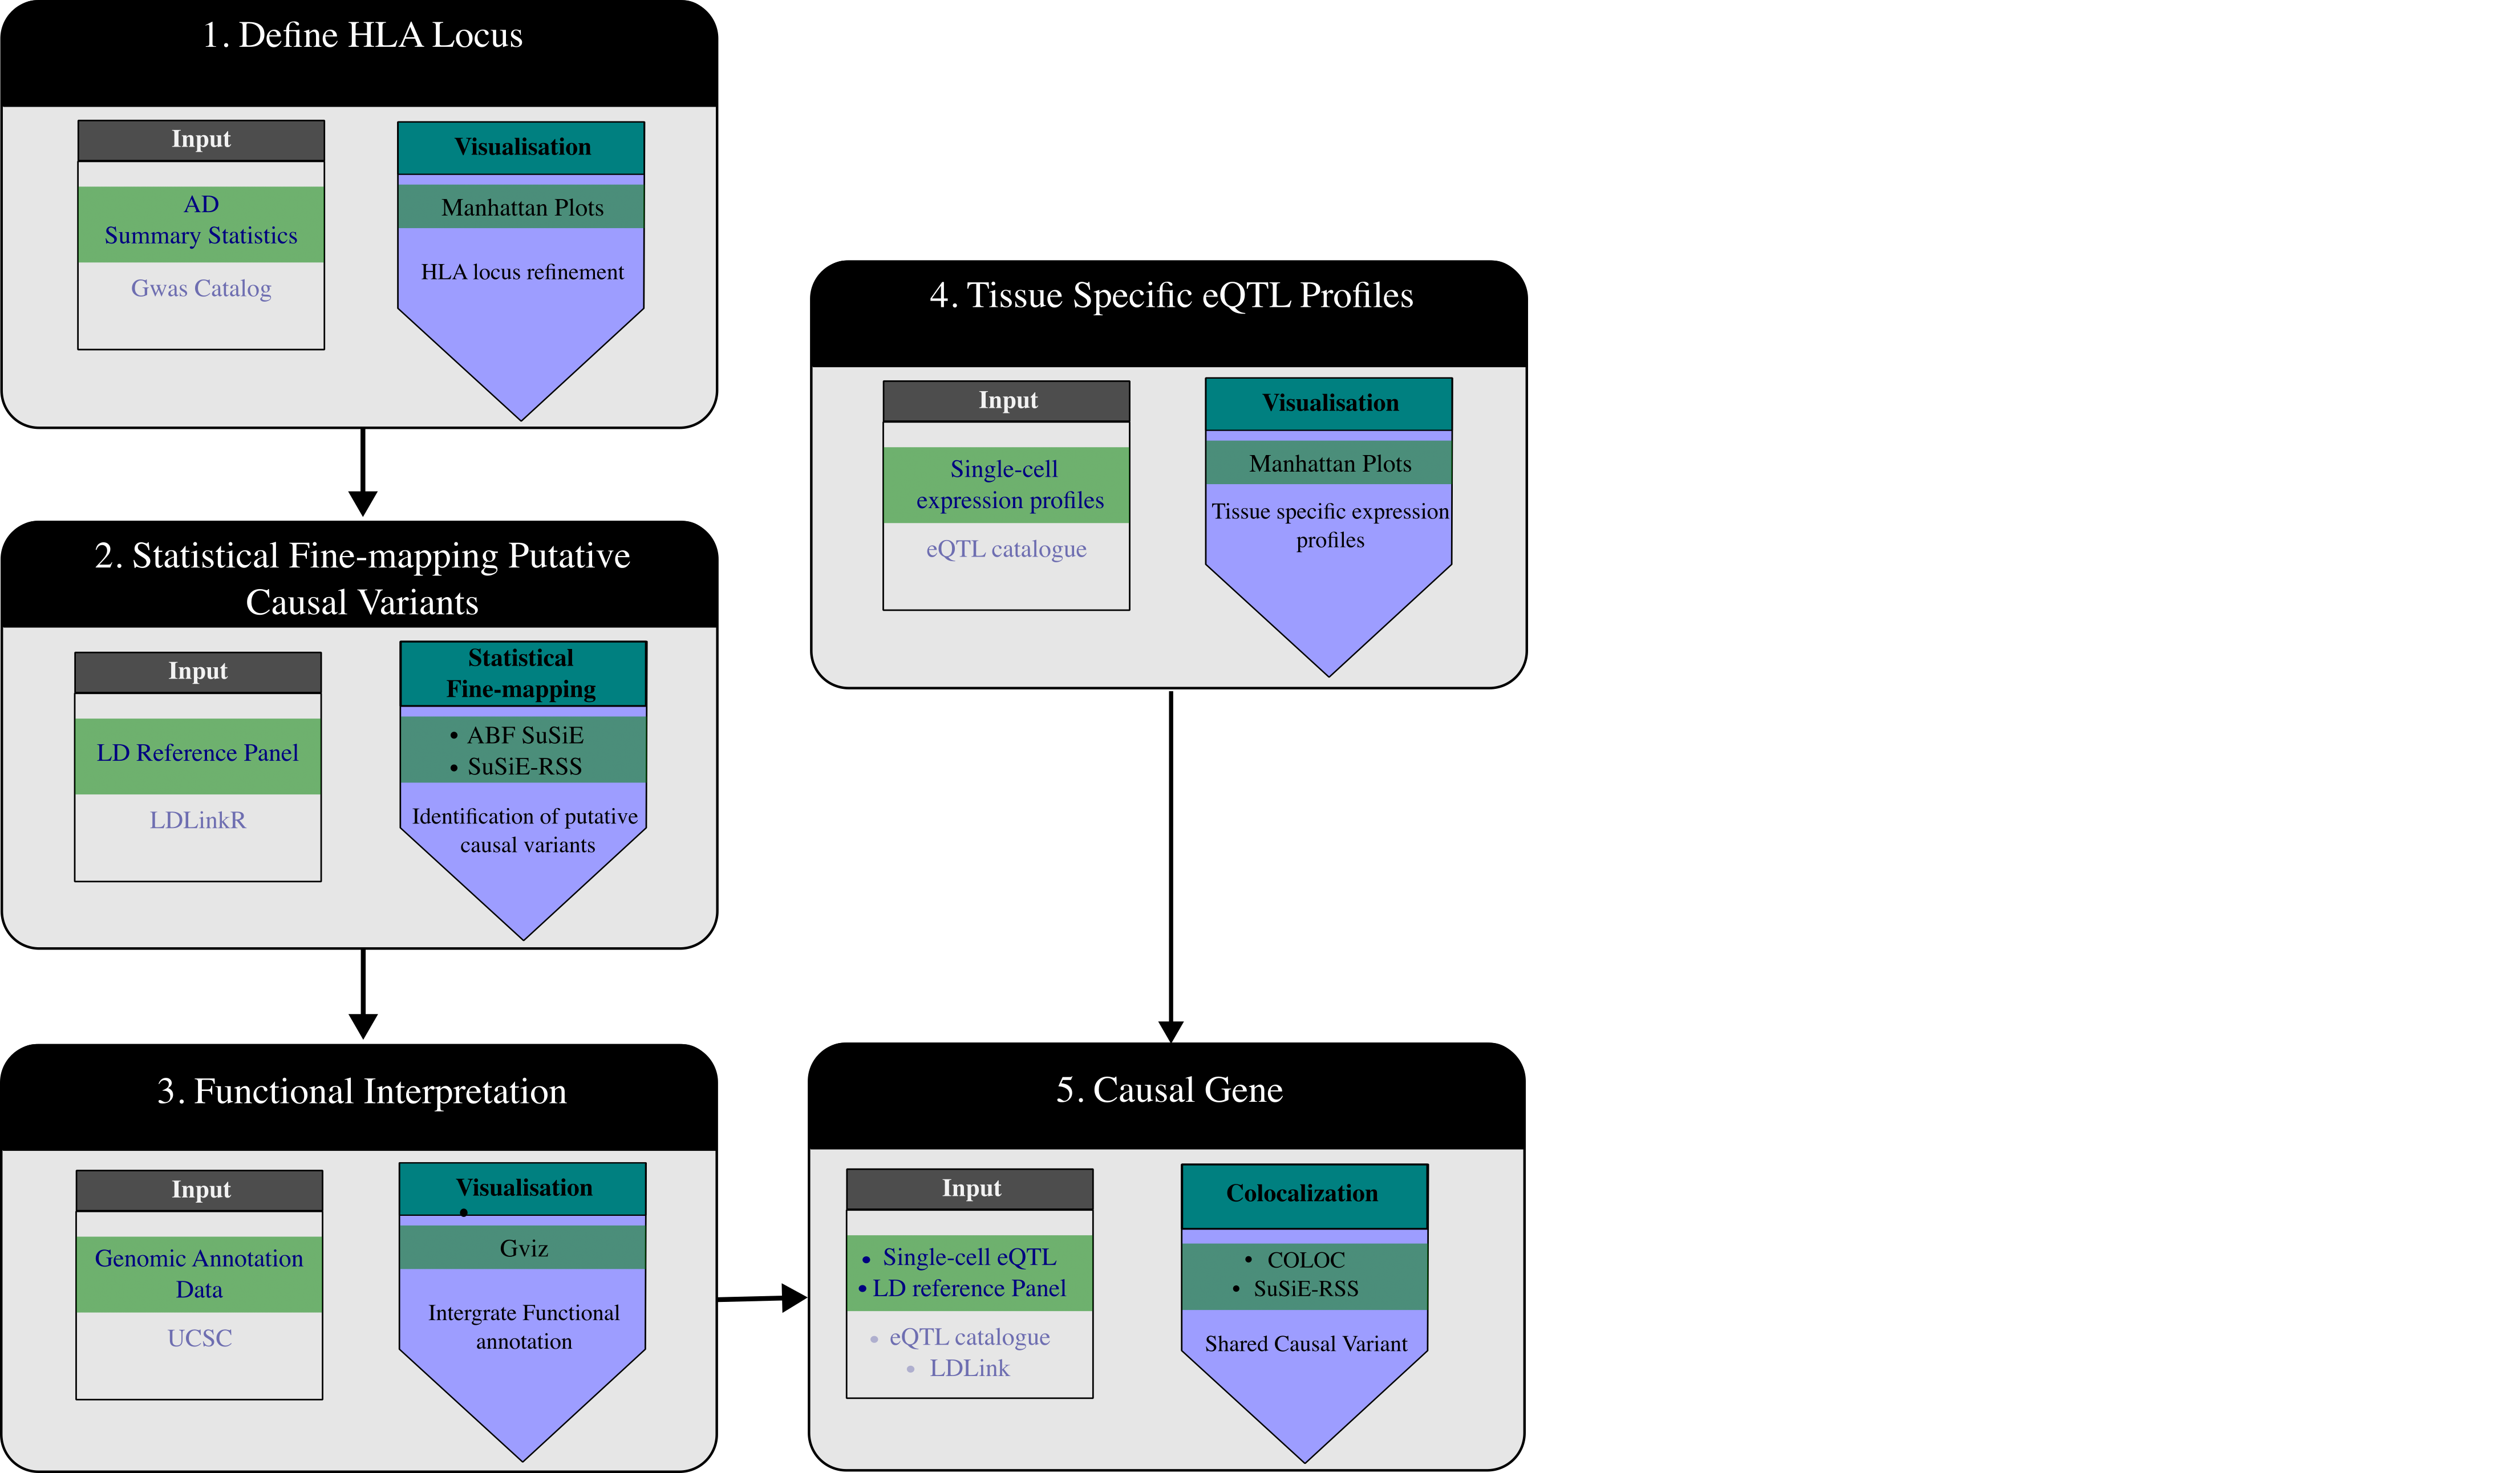 1. Define HLA Locus
Input
AD
Summary Statistics
Gwas Catalog
Visualisation
Manhattan Plots
HLA locus refinement
2. Statistical Fine-mapping Putative
Causal Variants
Input
LD Reference Panel
LDLinkR
Statistical
Fine-mapping
• ABF SuSiE
• SuSiE-RSS
Identification of putative
causal variants
3. Functional Interpretation
Input
Genomic Annotation
Data
UCSC
Visualisation
•
Gviz
Intergrate Functional
annotation
4. Tissue Specific eQTL Profiles
Input
Single-cell
expression profiles
eQTL catalogue
Visualisation
Manhattan Plots
Tissue specific expression
profiles
5. Causal Gene
Input
• Single-cell eQTL
• LD reference Panel
• eQTL catalogue
• LDLink
Colocalization
• COLOC
• SuSiE-RSS
Shared Causal Variant